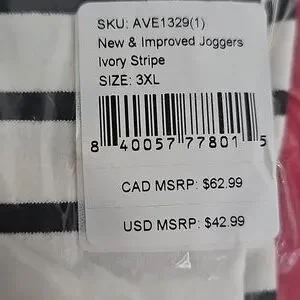 SKU: AVE1329(1)
New & Improved Joggers
Ivory Stripe
SIZE: 3XL
8 40057 77801 5
CAD MSRP: $62.99
USD MSRP: $42.99